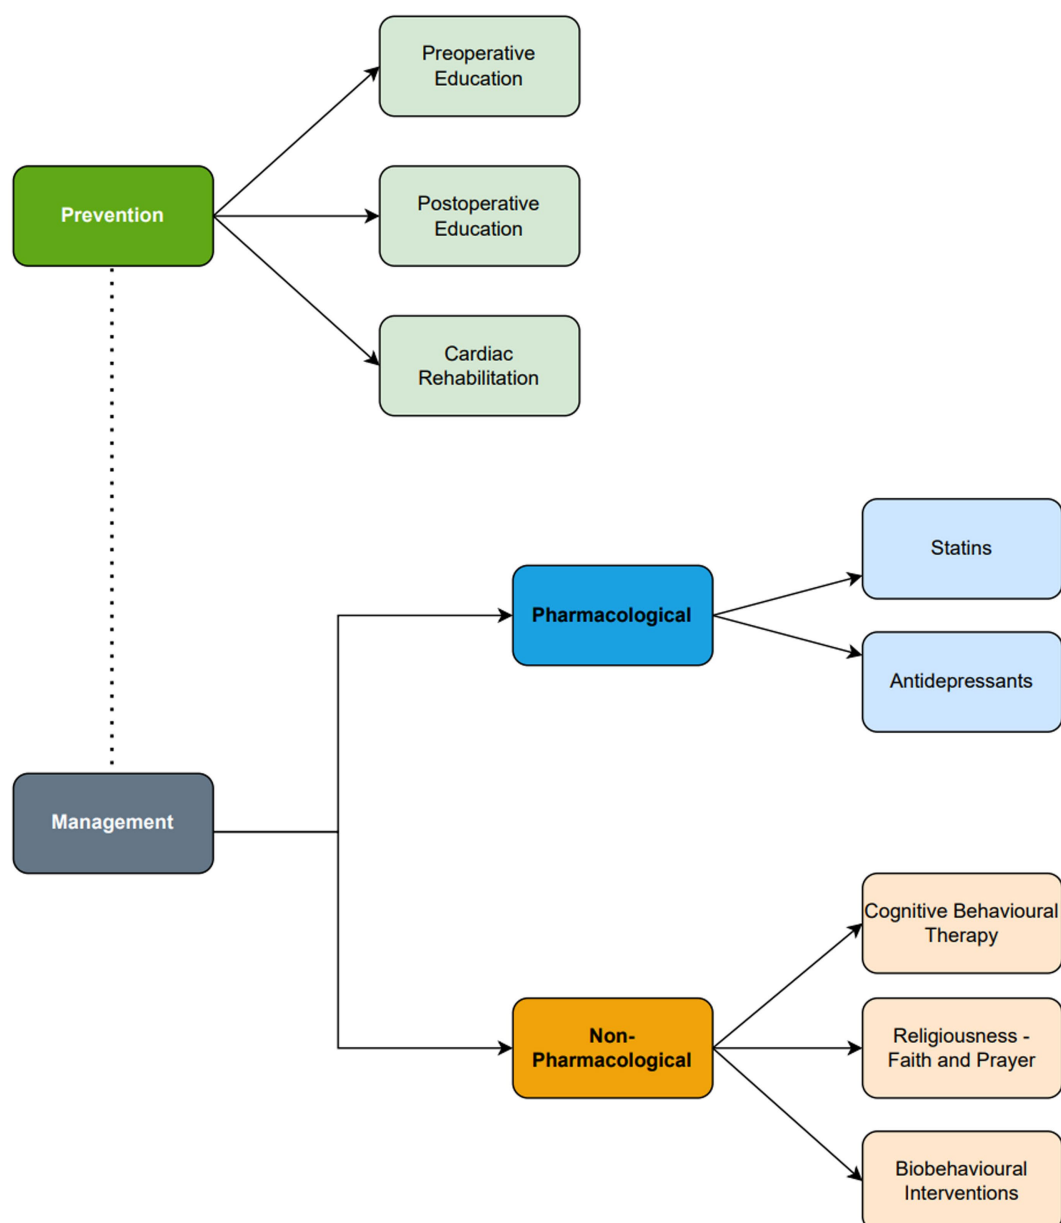 Preoperative
Education
Prevention
Postoperative
Education
Cardiac
Rehabilitation
Statins
Pharmacological
Antidepressants
Management
Cognitive Behavioural
Therapy
Non-
Pharmacological
Religiousness -
Faith and Prayer
Biobehavioural
Interventions